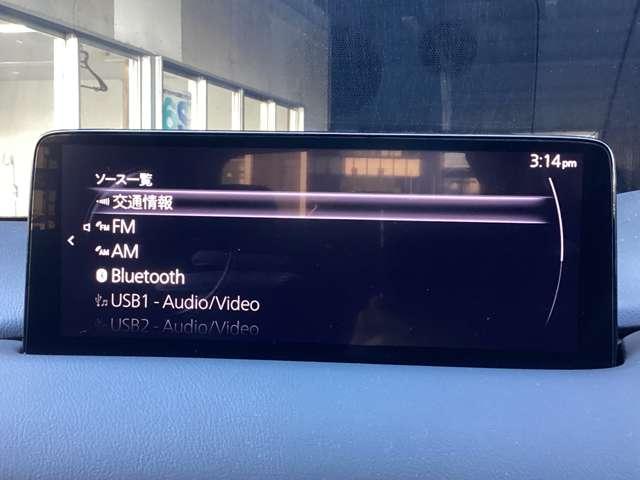 3:14pm
ソース一覧
交通情報
FM
AM
Bluetooth
USB1 - Audio/Video
USB2 - Audio/Video